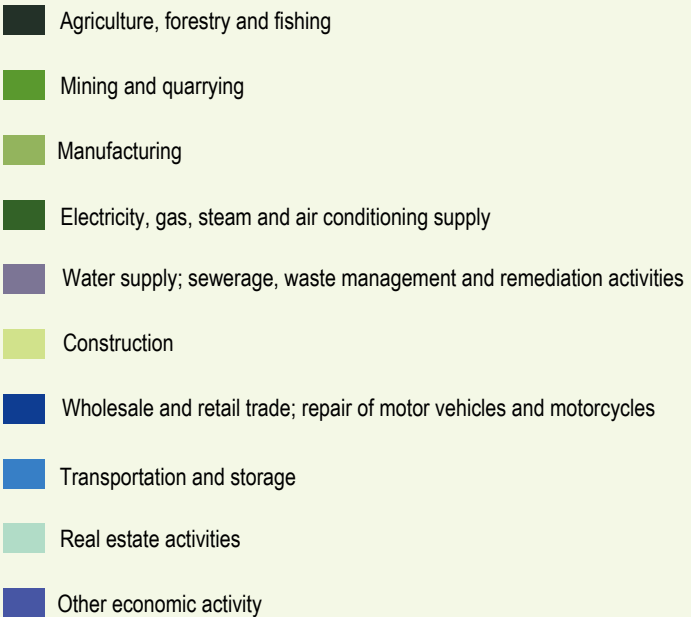 Agriculture, forestry and fishing
Mining and quarrying
Manufacturing
Electricity, gas, steam and air conditioning supply
Water supply; sewerage, waste management and remediation activities
Construction
Wholesale and retail trade; repair of motor vehicles and motorcycles
Transportation and storage
Real estate activities
Other economic activity